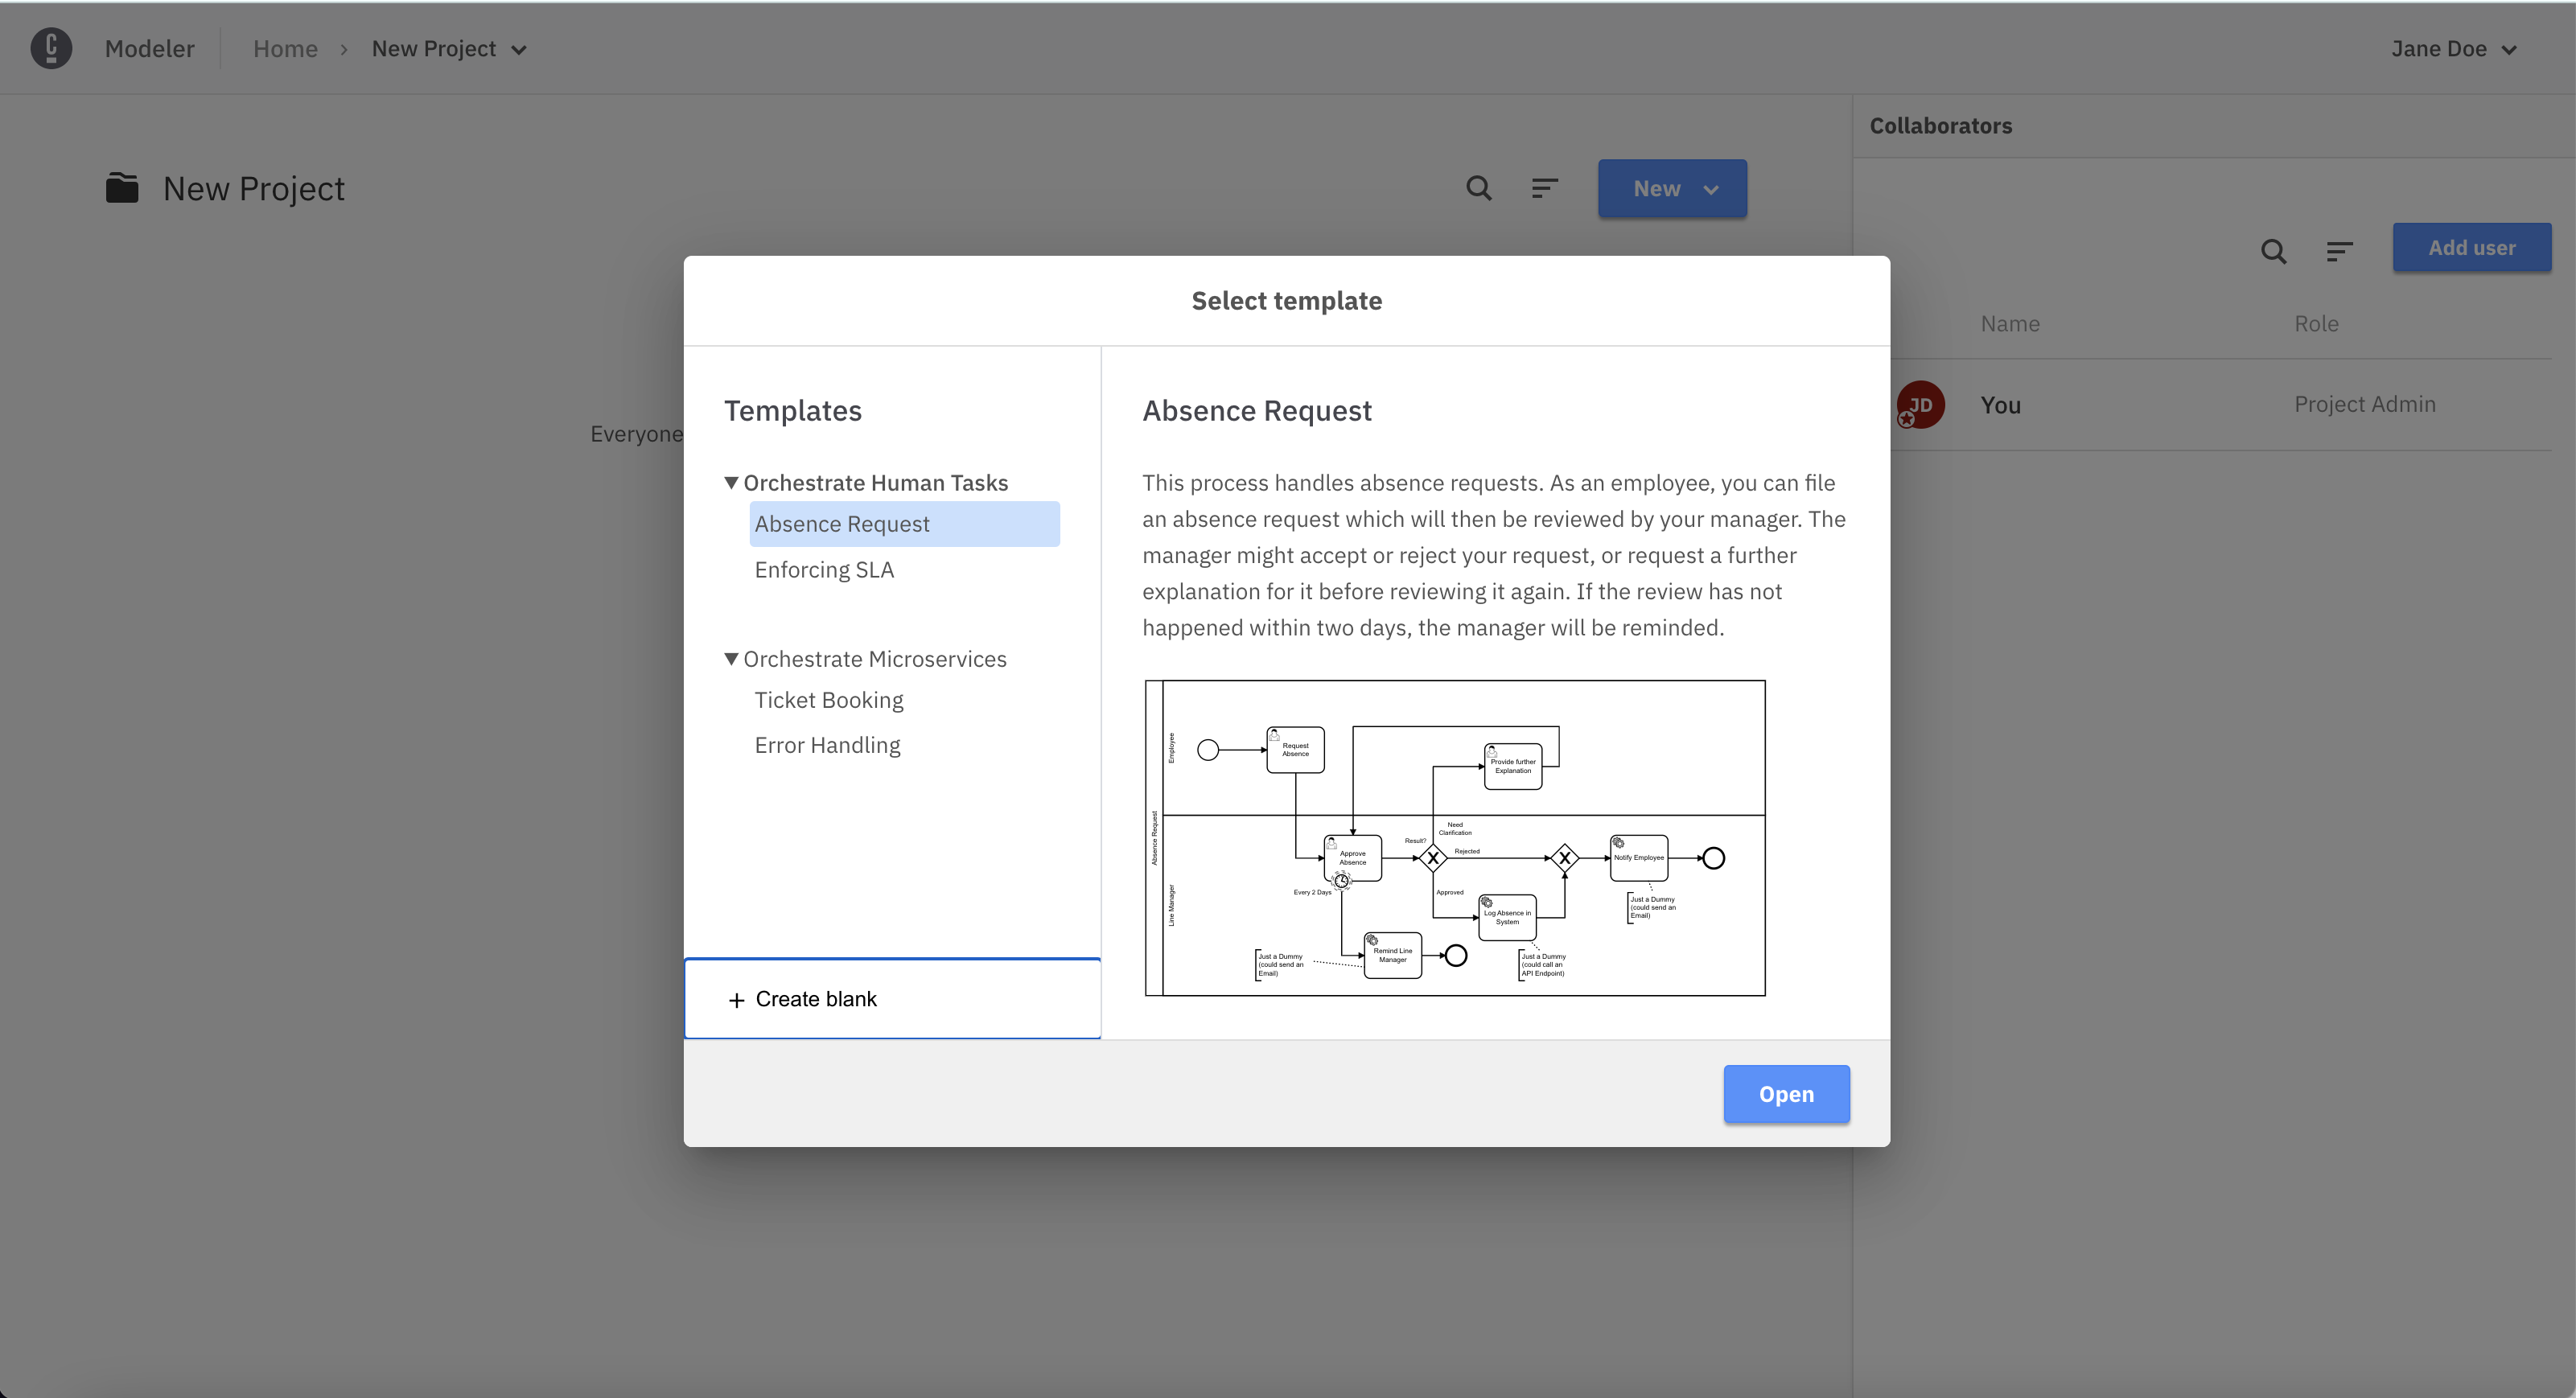 C
Modeler
Home
New Project
Jane Doe
Collaborators
New Project
New
Add user
Name
Role
JD
You
Project Admin
Everyone
Select template
Templates
Orchestrate Human Tasks
Absence Request
Enforcing SLA
Orchestrate Microservices
Ticket Booking
Error Handling
+ Create blank
Absence Request
This process handles absence requests. As an employee, you can file
an absence request which will then be reviewed by your manager. The
manager might accept or reject your request, or request a further
explanation for it before reviewing it again. If the review has not
happened within two days, the manager will be reminded.
Absence Request
Employee
Request
Absence
Provide further
Explanation
Line Manager
Need
Clarification
Result?
Approve
Absence
Rejected
Notify Employee
Every 2 Days
Approved
Just a Dummy
(could send an
Email)
Log Absence in
System
Remind Line
Manager
Just a Dummy
(could send an
Email)
Just a Dummy
(could call an
API Endpoint)
Open